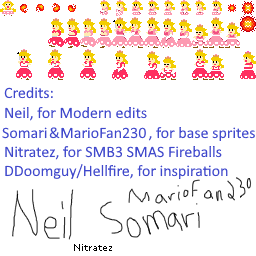 Credits:
Neil, for Modern edits
Somari&MarioFan230, for base sprites
Nitratez, for SMB3 SMAS Fireballs
DDoomguy/Hellfire, for inspiration
MarioFan230
Neil Somari
Nitratez